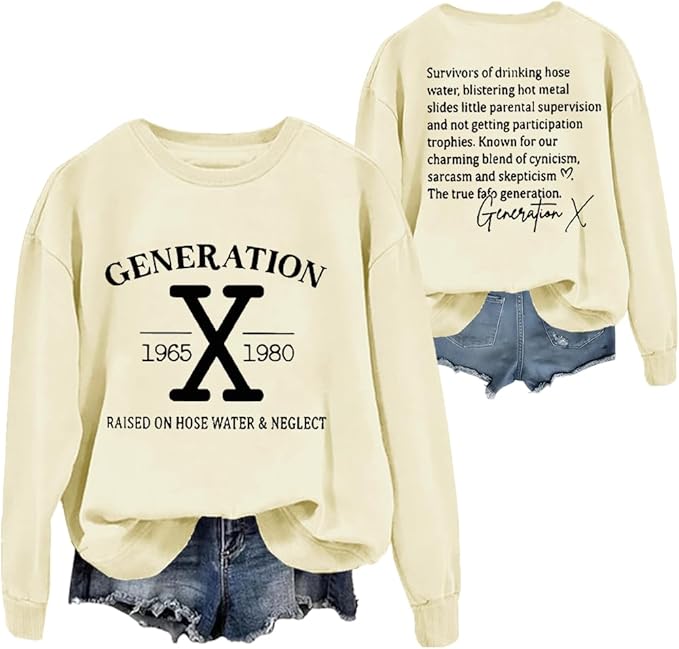 GENERATION
X
1965 1980
RAISED ON HOSE WATER & NEGLECT
Survivors of drinking hose
water, blistering hot metal
slides little parental supervision
and not getting participation
trophies. Known for our
charming blend of cynicism,
sarcasm and skepticism ♡.
The true fafo generation.
Generation X